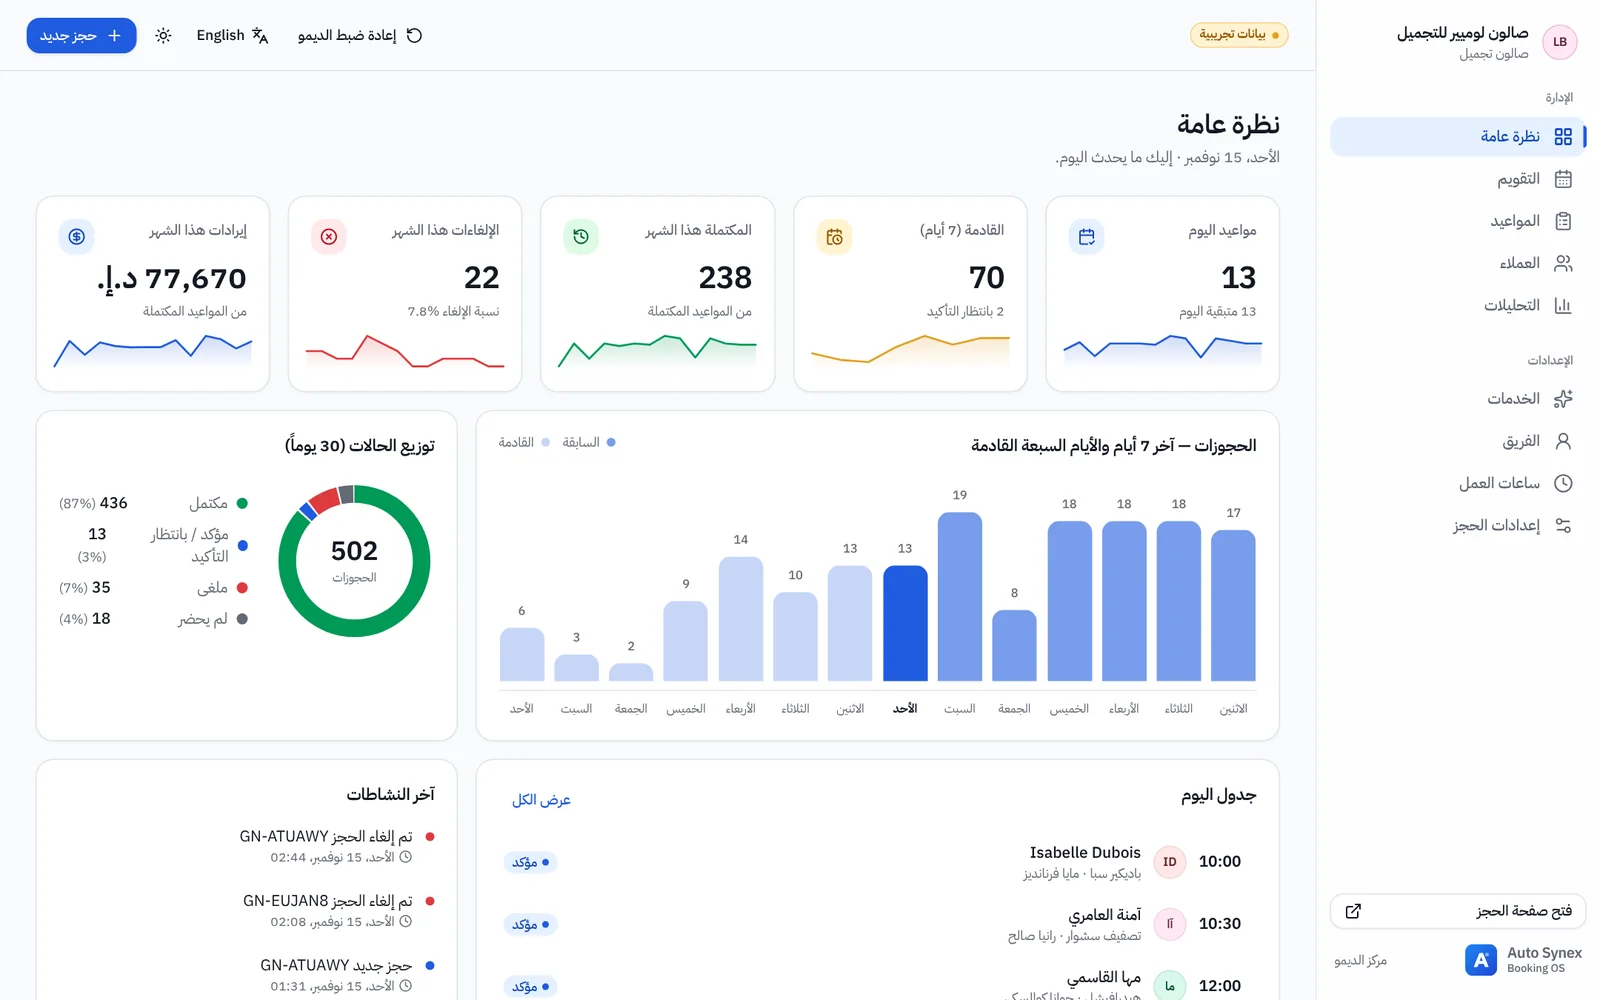 LB
صالون لوميير للتجميل
صالون تجميل
الإدارة
نظرة عامة
التقويم
المواعيد
العملاء
التحليلات
الإعدادات
الخدمات
الفريق
ساعات العمل
إعدادات الحجز
فتح صفحة الحجز
Auto Synex
Booking OS
مركز الديمو
بيانات تجريبية
إعادة ضبط الديمو
English
حجز جديد
نظرة عامة
الأحد، 15 نوفمبر · إليك ما يحدث اليوم.
مواعيد اليوم
13
13 متبقية اليوم
القادمة (7 أيام)
70
2 بانتظار التأكيد
المكتملة هذا الشهر
238
من المواعيد المكتملة
الإلغاءات هذا الشهر
22
نسبة الإلغاء 7.8%
إيرادات هذا الشهر
77,670 د.إ.
من المواعيد المكتملة
الحجوزات — آخر 7 أيام والأيام السبعة القادمة
السابقة
القادمة
17 18 18 18 8 19 13 13 10 14 9 2 3 6
الاثنين الثلاثاء الأربعاء الخميس الجمعة السبت الأحد الاثنين الثلاثاء الأربعاء الخميس الجمعة السبت الأحد
توزيع الحالات (30 يوماً)
502
الحجوزات
مكتمل 436 (87%)
مؤكد / بانتظار التأكيد 13 (3%)
ملغى 35 (7%)
لم يحضر 18 (4%)
جدول اليوم
عرض الكل
10:00
ID
Isabelle Dubois
باديكير سبا · مايا فرنانديز
مؤكد
10:30
آا
آمنة العامري
تصفيف سشوار · رانيا صالح
مؤكد
12:00
ما
مها القاسمي
مؤكد
آخر النشاطات
تم إلغاء الحجز GN-ATUAWY
الأحد، 15 نوفمبر، 02:44
تم إلغاء الحجز GN-EUJAN8
الأحد، 15 نوفمبر، 02:08
حجز جديد GN-ATUAWY
الأحد، 15 نوفمبر، 01:31